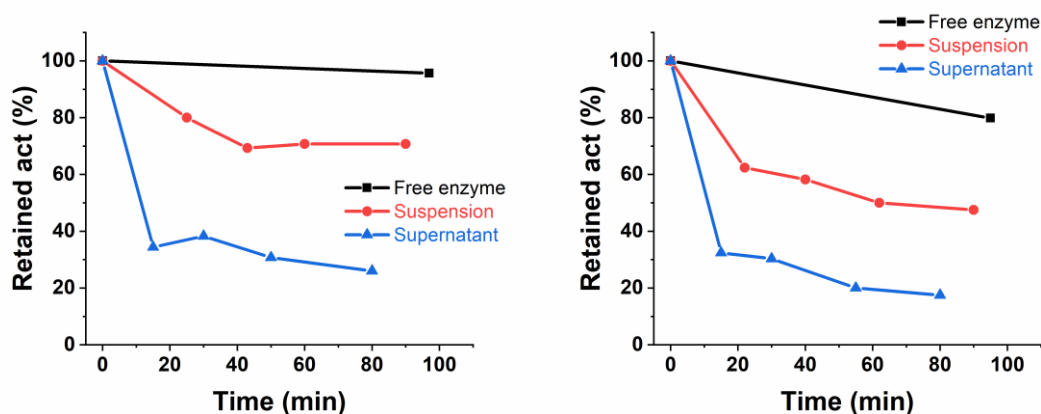 Retained act (%)
100
80
60
40
20
0
0 20 40 60 80 100
Time (min)
Free enzyme
Suspension
Supernatant
Retained act (%)
100
80
60
40
20
0
0 20 40 60 80 100
Time (min)
Free enzyme
Suspension
Supernatant